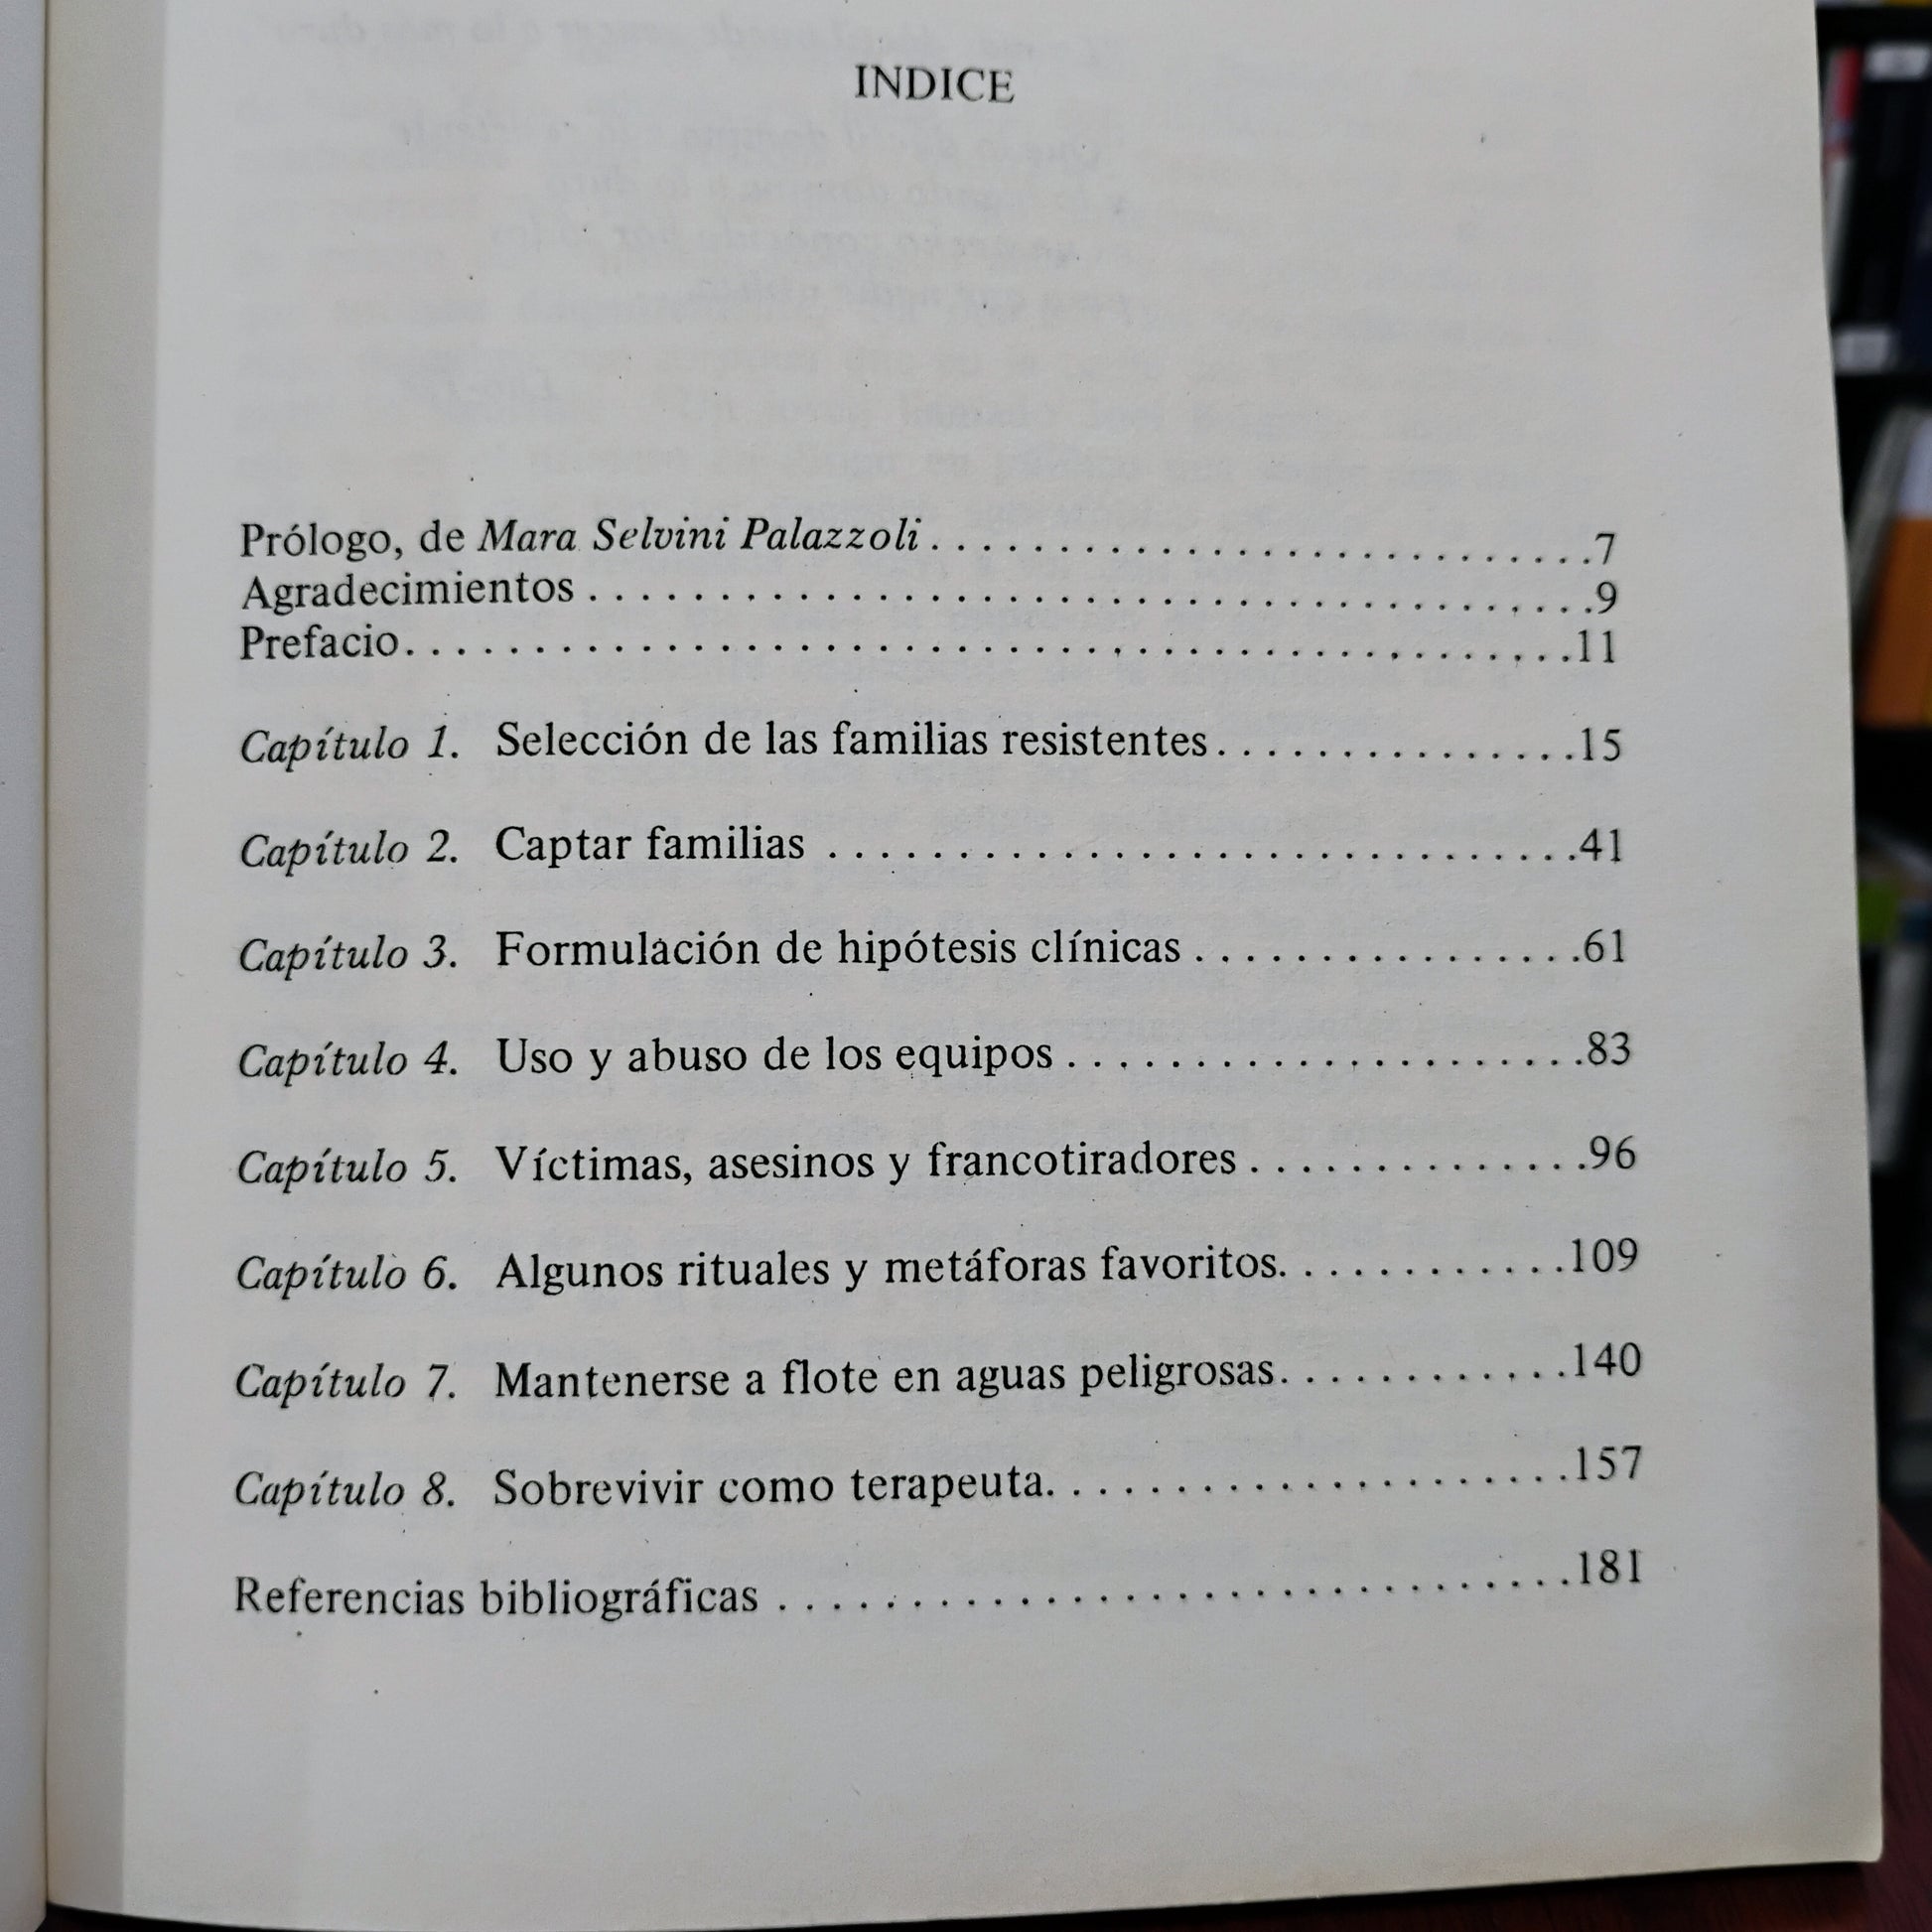 INDICE
Prólogo, de Mara Selvini Palazzoli..........................7
Agradecimientos.......................................9
Prefacio.............................................11
Capítulo 1. Selección de las familias resistentes..............15
Capítulo 2. Captar familias.............................41
Capítulo 3. Formulación de hipótesis clínicas................61
Capítulo 4. Uso y abuso de los equipos....................83
Capítulo 5. Víctimas, asesinos y francotiradores..............96
Capítulo 6. Algunos rituales y metáforas favoritos............109
Capítulo 7. Mantenerse a flote en aguas peligrosas............140
Capítulo 8. Sobrevivir como terapeuta....................157
Referencias bibliográficas...............................181